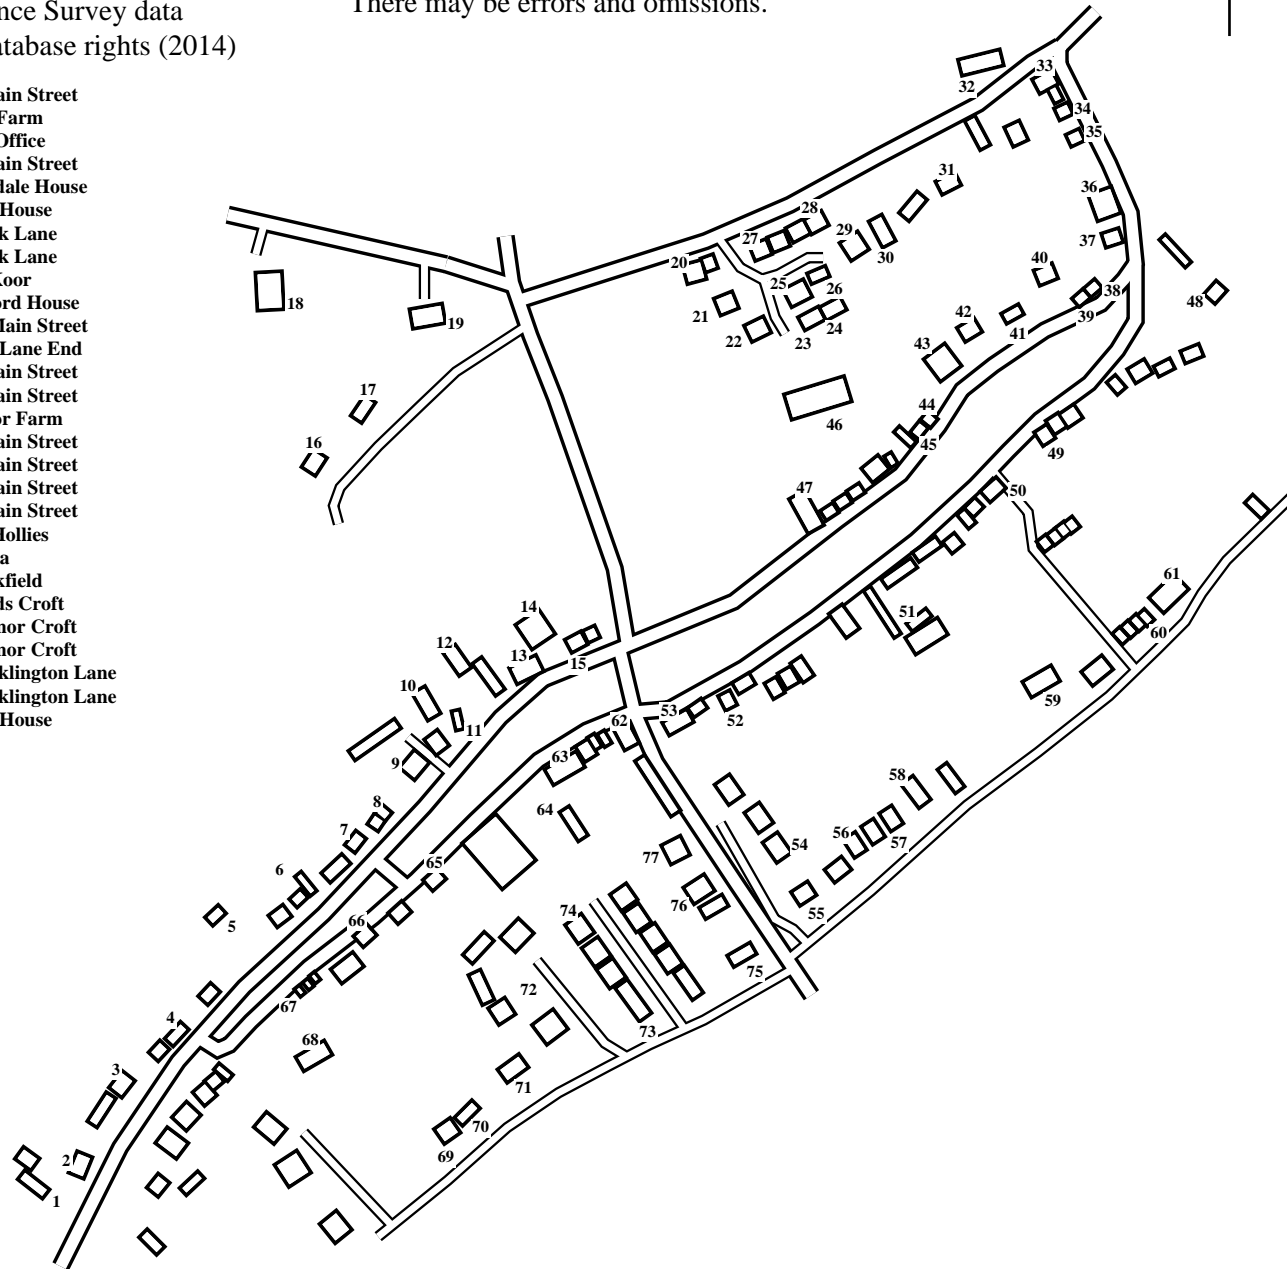 nce Survey data
There may be errors and omissions.
atabase rights (2014)
ain Street
Farm
Office
ain Street
dale House
House
k Lane
k Lane
Koor
ord House
Main Street
Lane End
ain Street
ain Street
or Farm
ain Street
ain Street
ain Street
ain Street
Hollies
a
kfield
ds Croft
nor Croft
nor Croft
klington Lane
klington Lane
House
32
33
34
35
31
36
28
27
29
37
30
20
40
25
26
38
18
48
21
24
39
19
42
41
22
23
43
17
44
46
45
16
49
47
50
61
14
51
60
12
13
15
10
59
53
62
52
11
63
9
58
8
64
56
7
57
54
77
65
6
76
74
55
66
5
75
72
67
4
73
68
3
71
70
69
2
1